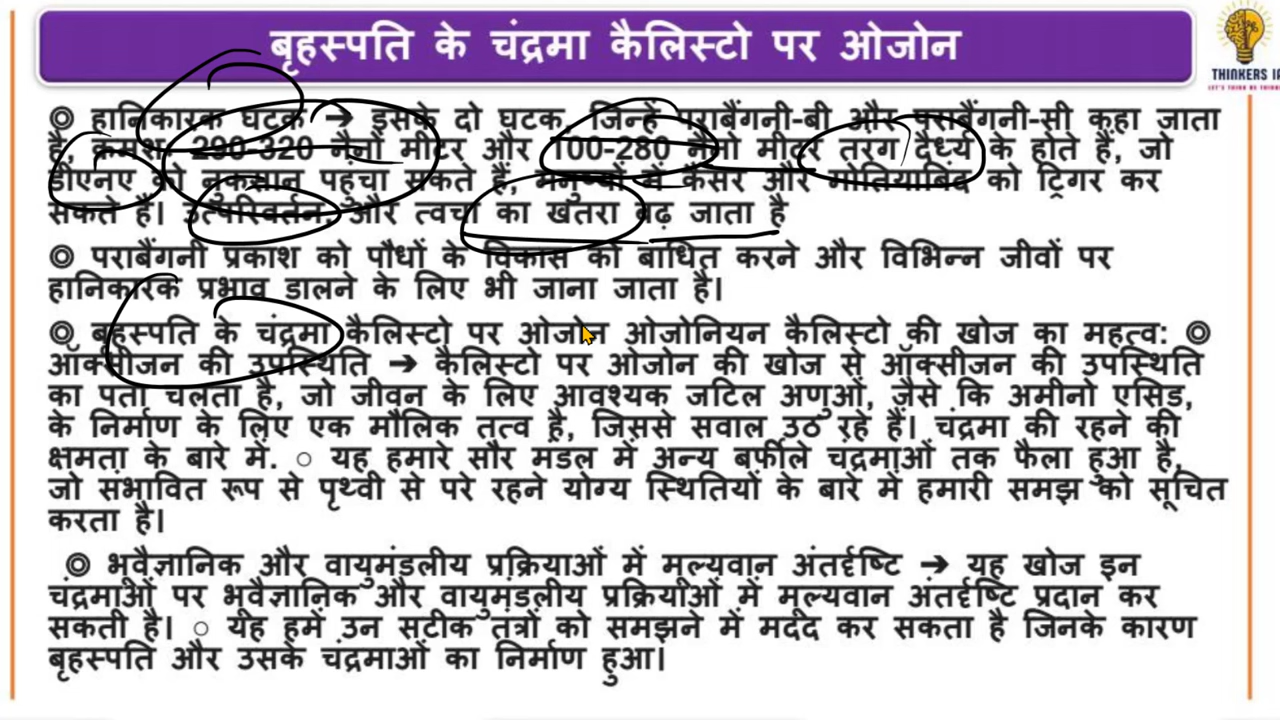 बृहस्पति के चंद्रमा कैलिस्टो पर ओजोन
THINKERS IA
LET'S THINK BE THINK
◎ हानिकारक घटक ➔ इसके दो घटक, जिन्हें पराबैंगनी-बी और पराबैंगनी-सी कहा जाता
है, क्रमश 290-320 नैनो मीटर और 100-280 नैनो मीटर तरंग दैर्ध्य के होते हैं, जो
डीएनए को नुकसान पहुंचा सकते हैं, मनुष्यों में कैंसर और मोतियाबिंद को ट्रिगर कर
सकते हैं। उत्परिवर्तन, और त्वचा का खतरा बढ़ जाता है
◎ पराबैंगनी प्रकाश को पौधों के विकास को बाधित करने और विभिन्न जीवों पर
हानिकारक प्रभाव डालने के लिए भी जाना जाता है।
◎ बृहस्पति के चंद्रमा कैलिस्टो पर ओजोन ओजोनियन कैलिस्टो की खोज का महत्व: ◎
ऑक्सीजन की उपस्थिति ➔ कैलिस्टो पर ओजोन की खोज से ऑक्सीजन की उपस्थिति
का पता चलता है, जो जीवन के लिए आवश्यक जटिल अणुओं, जैसे कि अमीनो एसिड,
के निर्माण के लिए एक मौलिक तत्व है, जिससे सवाल उठ रहे हैं। चंद्रमा की रहने की
क्षमता के बारे में. ○ यह हमारे सौर मंडल में अन्य बर्फीले चंद्रमाओं तक फैला हुआ है,
जो संभावित रूप से पृथ्वी से परे रहने योग्य स्थितियों के बारे में हमारी समझ को सूचित
करता है।
◎ भूवैज्ञानिक और वायुमंडलीय प्रक्रियाओं में मूल्यवान अंतर्दृष्टि ➔ यह खोज इन
चंद्रमाओं पर भूवैज्ञानिक और वायुमंडलीय प्रक्रियाओं में मूल्यवान अंतर्दृष्टि प्रदान कर
सकती है। ○ यह हमें उन सटीक तंत्रों को समझने में मदद कर सकता है जिनके कारण
बृहस्पति और उसके चंद्रमाओं का निर्माण हुआ।